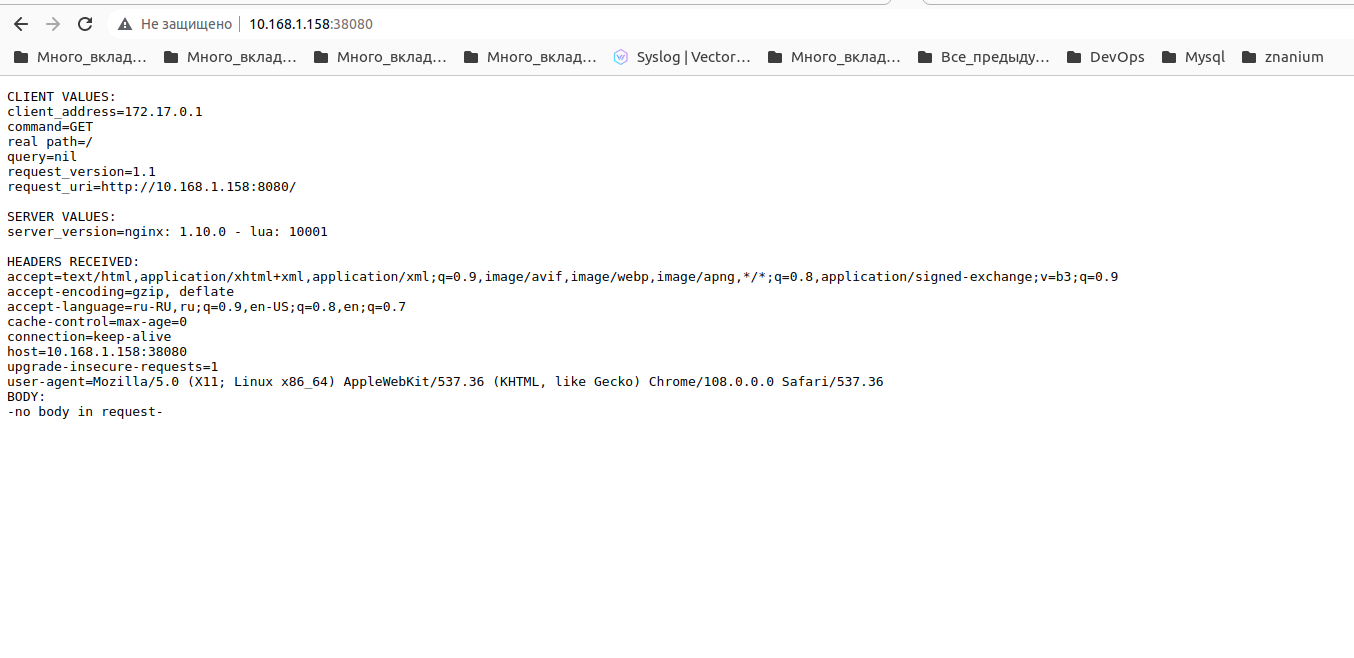 Не защищено 10.168.1.158:38080
Много_вклад… Много_вклад… Много_вклад… Много_вклад… Syslog | Vector… Много_вклад… Все_предыду… DevOps Mysql znanium
CLIENT VALUES:
client_address=172.17.0.1
command=GET
real path=/
query=nil
request_version=1.1
request_uri=http://10.168.1.158:8080/
SERVER VALUES:
server_version=nginx: 1.10.0 - lua: 10001
HEADERS RECEIVED:
accept=text/html,application/xhtml+xml,application/xml;q=0.9,image/avif,image/webp,image/apng,*/*;q=0.8,application/signed-exchange;v=b3;q=0.9
accept-encoding=gzip, deflate
accept-language=ru-RU,ru;q=0.9,en-US;q=0.8,en;q=0.7
cache-control=max-age=0
connection=keep-alive
host=10.168.1.158:38080
upgrade-insecure-requests=1
user-agent=Mozilla/5.0 (X11; Linux x86_64) AppleWebKit/537.36 (KHTML, like Gecko) Chrome/108.0.0.0 Safari/537.36
BODY:
-no body in request-